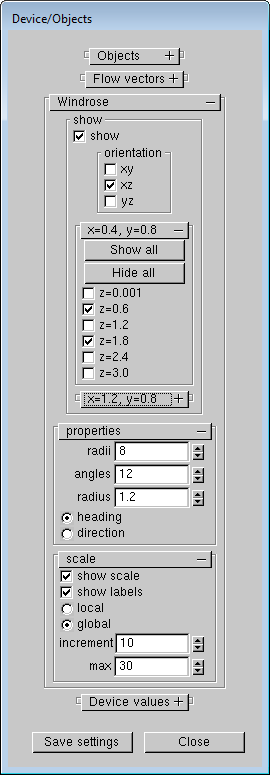 Device/Objects
Objects +
Flow vectors +
Windrose −
show
show
orientation
xy
xz
yz
x=0.4, y=0.8 −
Show all
Hide all
z=0.001
z=0.6
z=1.2
z=1.8
z=2.4
z=3.0
x=1.2, y=0.8 +
properties −
radii 8
angles 12
radius 1.2
heading
direction
scale −
show scale
show labels
local
global
increment 10
max 30
Device values +
Save settings Close